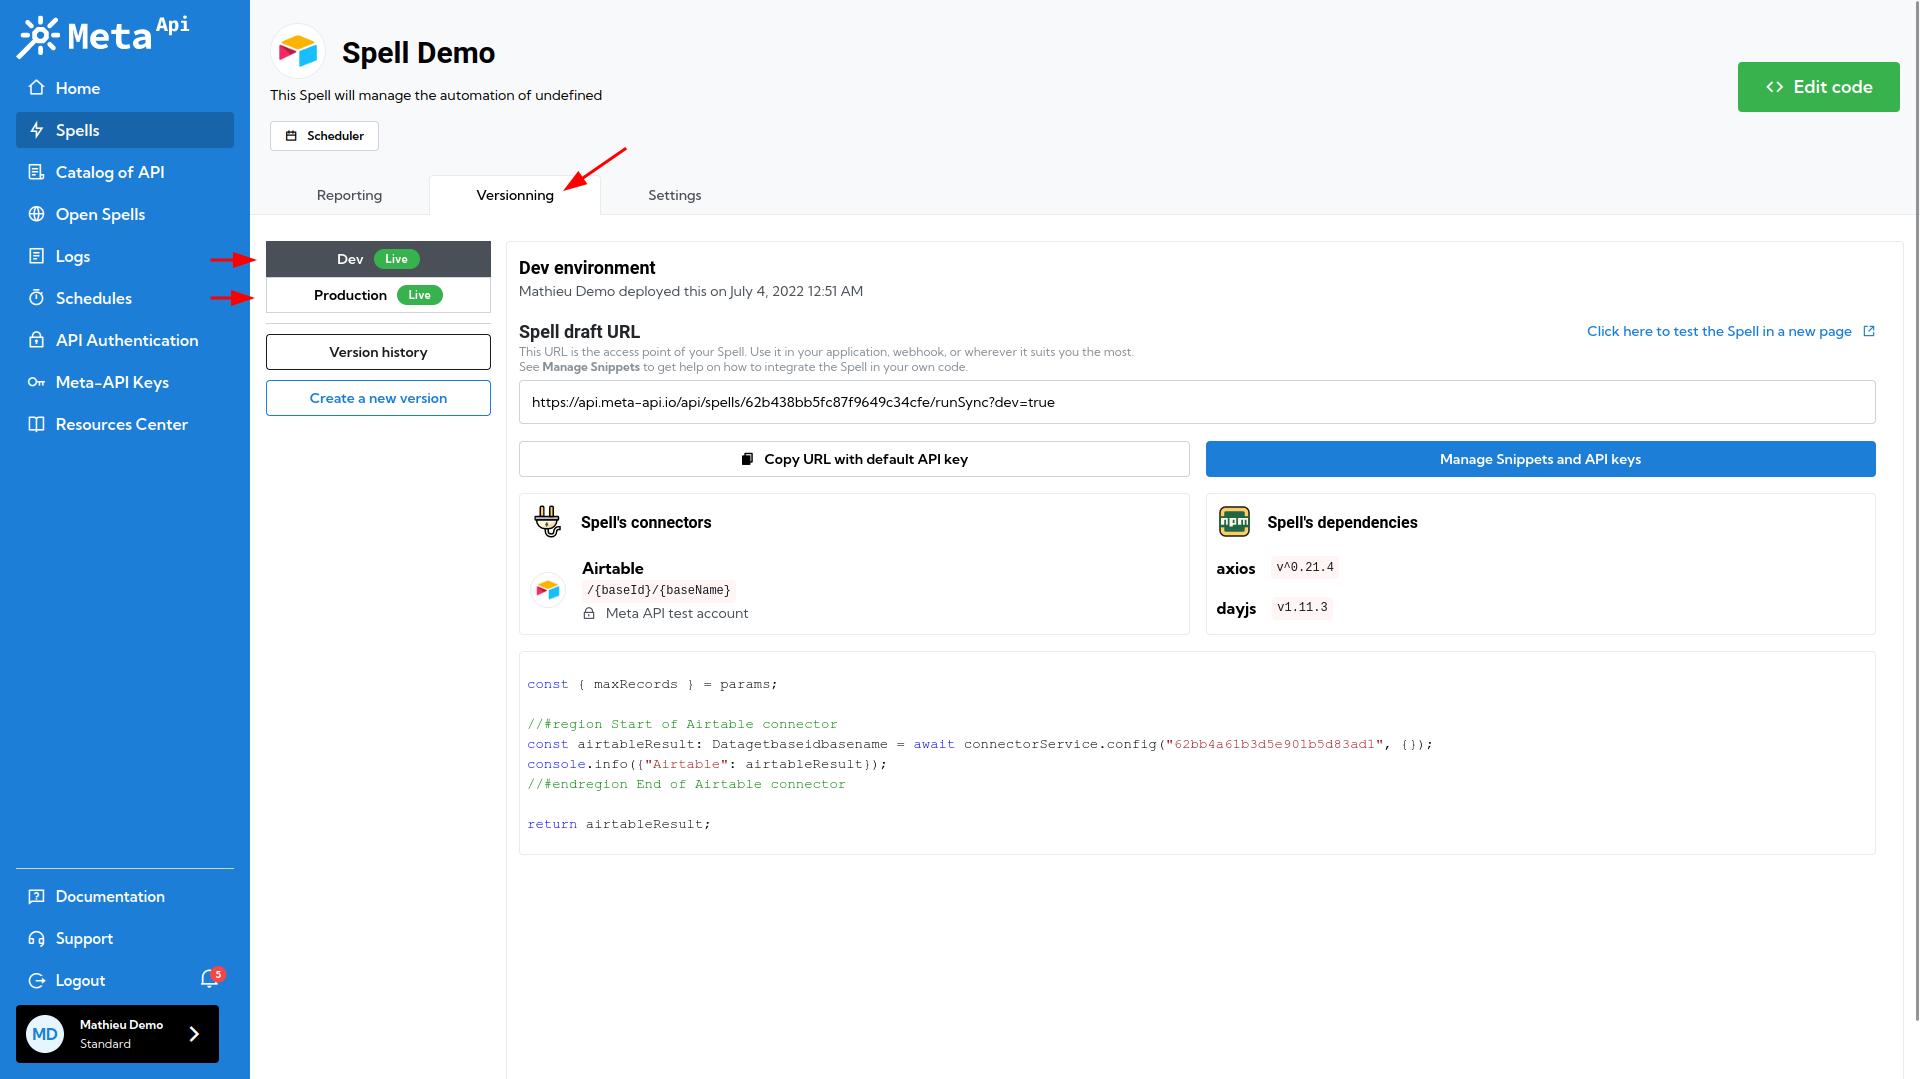 Meta Api
Home
Spells
Catalog of API
Open Spells
Logs
Schedules
API Authentication
Meta-API Keys
Resources Center
Documentation
Support
Logout
5
MD
Mathieu Demo
Standard
Spell Demo
This Spell will manage the automation of undefined
Scheduler
Edit code
Reporting
Versionning
Settings
Dev Live
Production Live
Version history
Create a new version
Dev environment
Mathieu Demo deployed this on July 4, 2022 12:51 AM
Spell draft URL
Click here to test the Spell in a new page
This URL is the access point of your Spell. Use it in your application, webhook, or wherever it suits you the most.
See Manage Snippets to get help on how to integrate the Spell in your own code.
https://api.meta-api.io/api/spells/62b438bb5fc87f9649c34cfe/runSync?dev=true
Copy URL with default API key
Manage Snippets and API keys
Spell's connectors
Airtable
/{baseId}/{baseName}
Meta API test account
npm
Spell's dependencies
axios v^0.21.4
dayjs v1.11.3
const { maxRecords } = params;
//#region Start of Airtable connector
const airtableResult: Datagetbaseidbasename = await connectorService.config("62bb4a61b3d5e901b5d83ad1", {});
console.info({"Airtable": airtableResult});
//#endregion End of Airtable connector
return airtableResult;